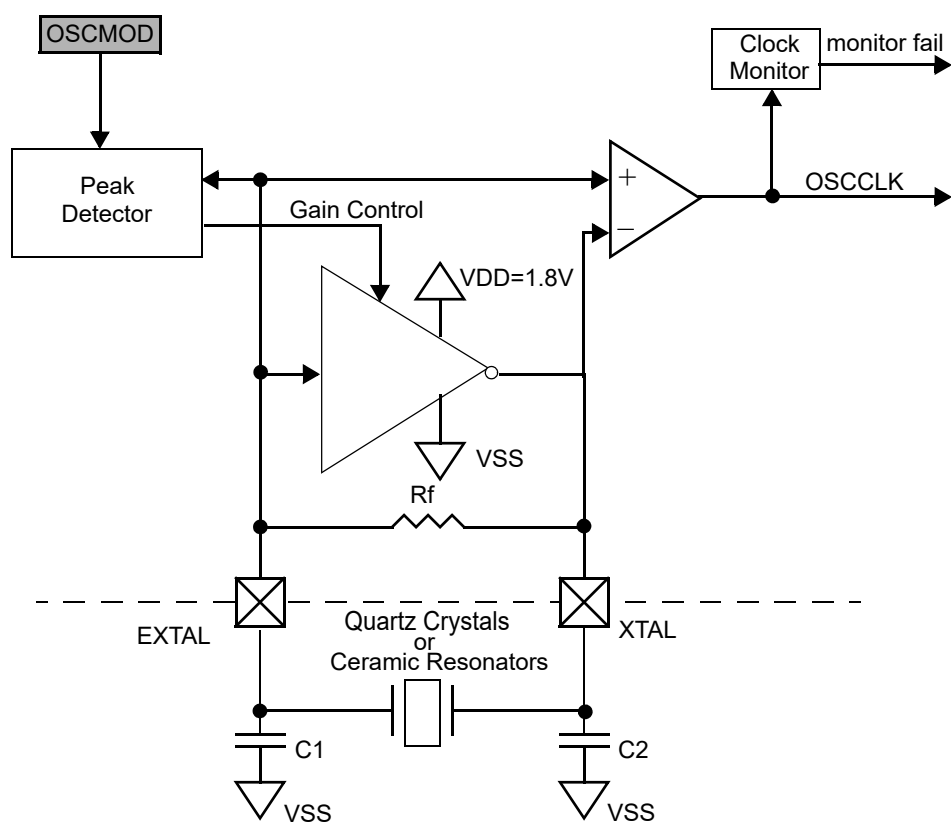 OSCMOD
Clock
Monitor
monitor fail
Peak
Detector
+
OSCCLK
Gain Control
−
VDD=1.8V
VSS
Rf
EXTAL
Quartz Crystals
or
Ceramic Resonators
XTAL
C1
C2
VSS
VSS